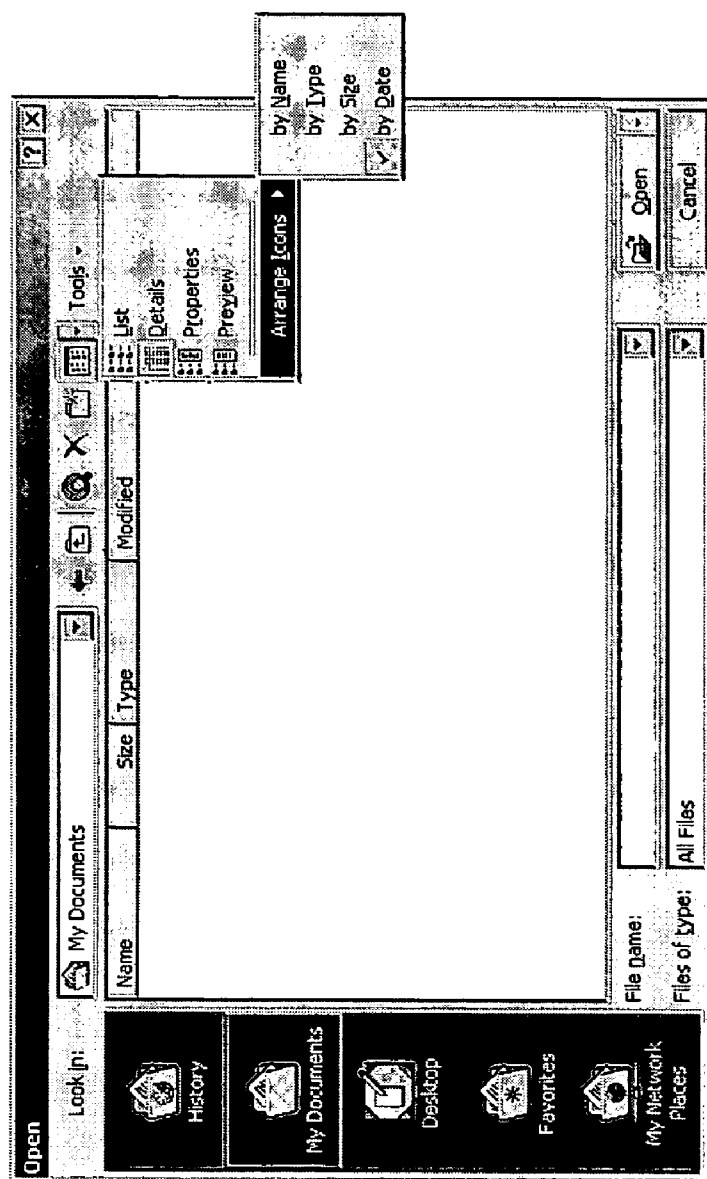 Open
Look in:
My Documents
Tools
Name Size Type Modified
List
Details
Properties
Preview
Arrange Icons
by Name
by Type
by Size
by Date
History
My Documents
Desktop
Favorites
My Network
Places
File name:
Open
Files of type:
All Files
Cancel